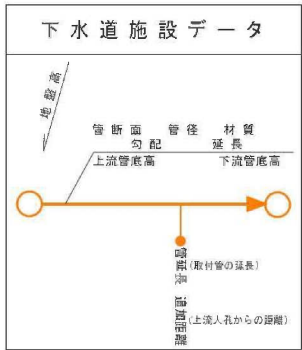 下水道施設データ
地盤高
管断面 管径 材質
勾配 延長
上流管底高 下流管底高
管延長 (取付管の延長)
追加距離 (上流人孔からの距離)